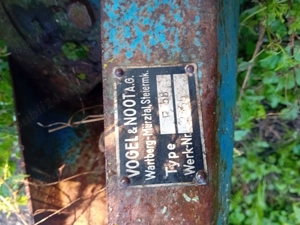 VOGEL & NOOT A.G.
Wartberg-Mürztal, Steiermk.
Type
Werk-Nr.